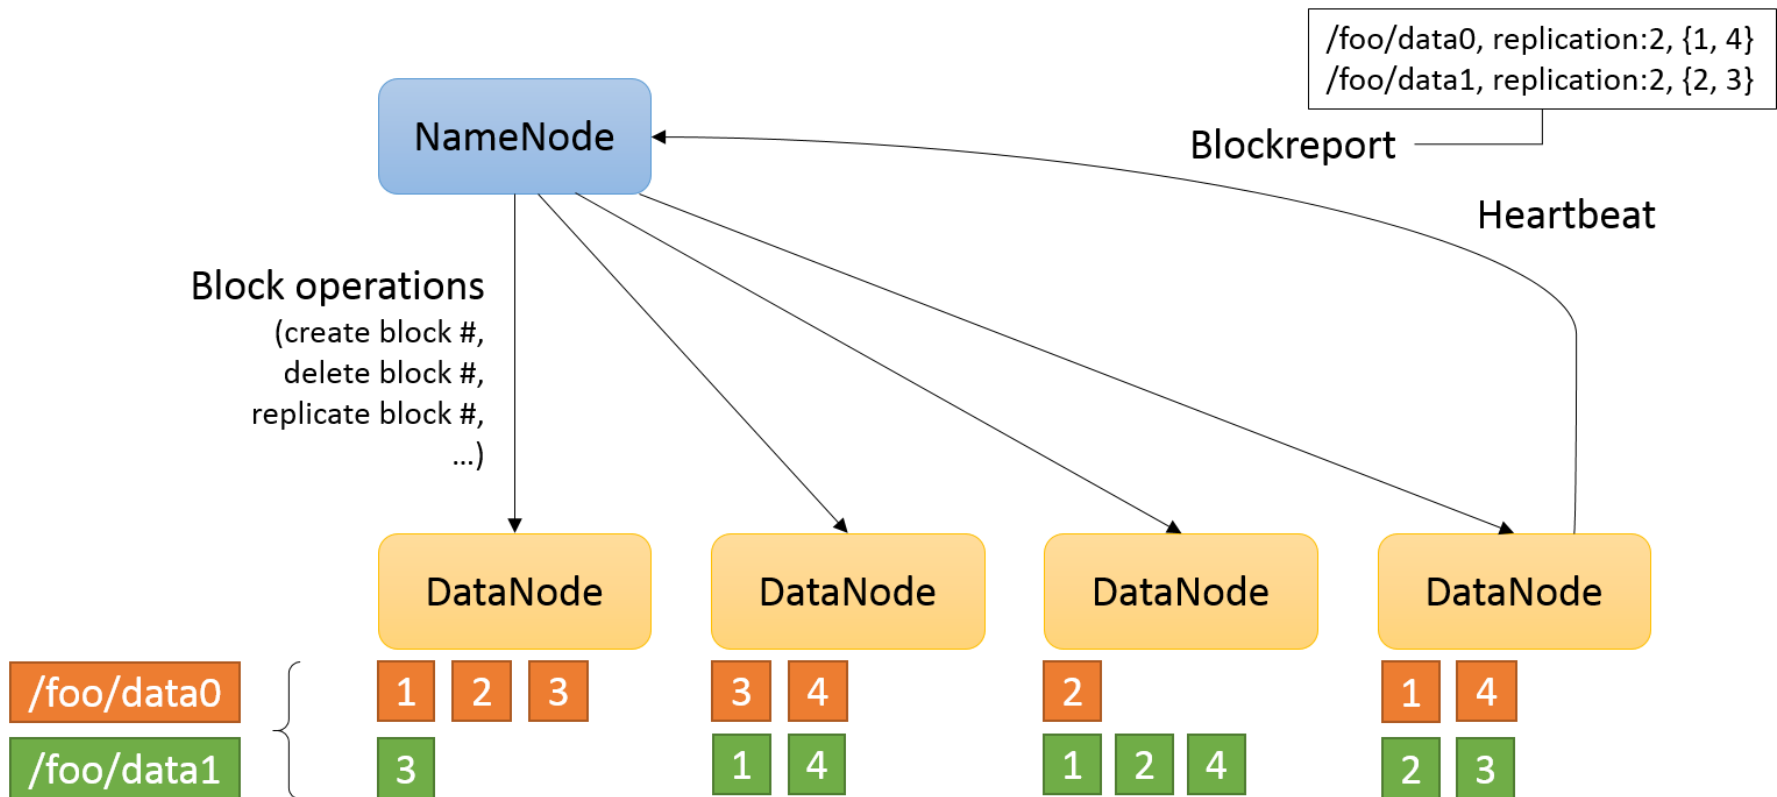 /foo/data0, replication:2, {1, 4}
/foo/data1, replication:2, {2, 3}
NameNode
Blockreport
Heartbeat
Block operations
(create block #,
delete block #,
replicate block #,
...)
DataNode DataNode DataNode DataNode
/foo/data0 1 2 3 3 4 2 1 4
/foo/data1 3 1 4 1 2 4 2 3